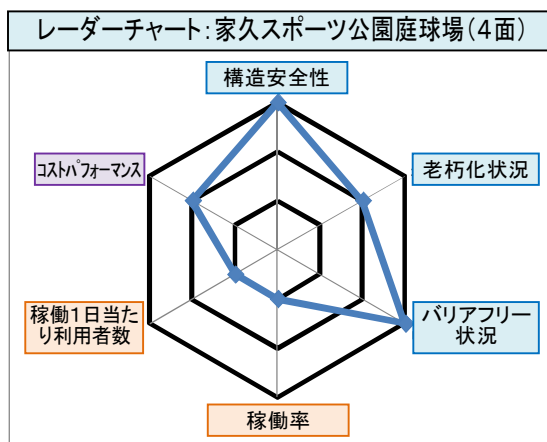 レーダーチャート:家久スポーツ公園庭球場(4面)
構造安全性
コストパフォーマンス
老朽化状況
稼働1日当た
り利用者数
バリアフリー
状況
稼働率